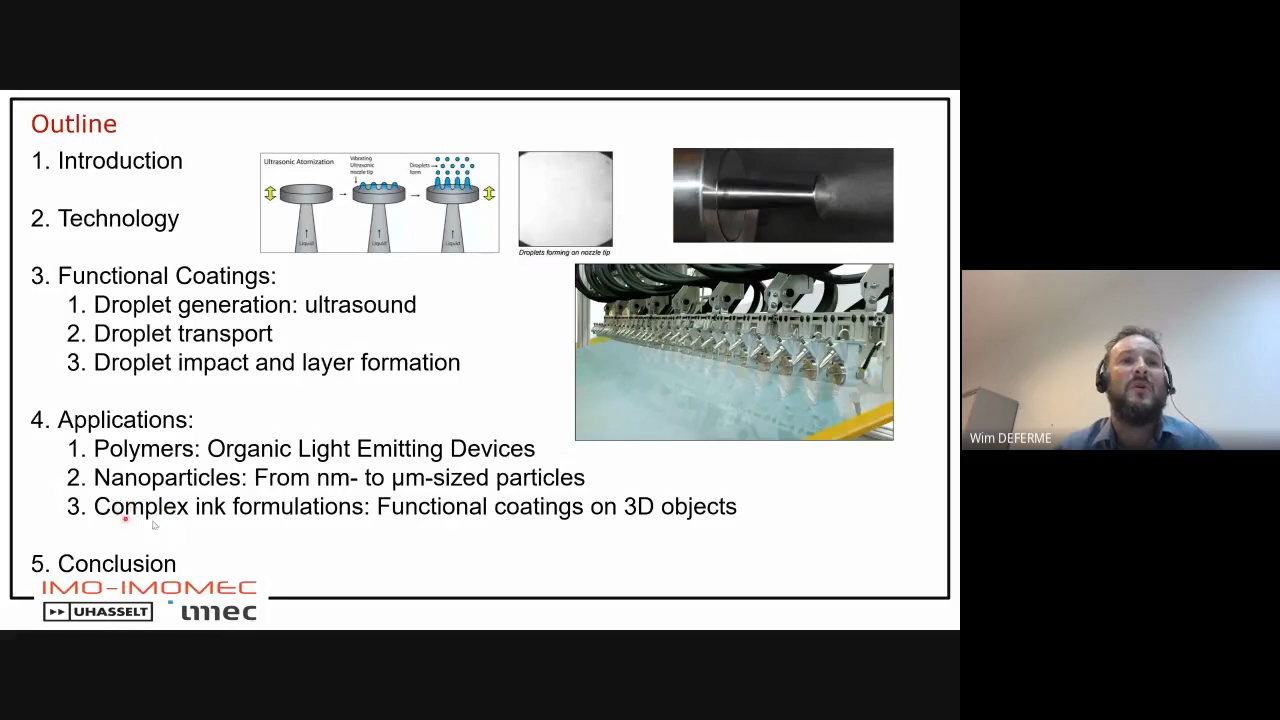 Outline
1. Introduction
Ultrasonic Atomization
Vibrating
Ultrasonic
nozzle tip
Droplets
form
Liquid
Liquid
Liquid
Droplets forming on nozzle tip
2. Technology
3. Functional Coatings:
1. Droplet generation: ultrasound
2. Droplet transport
3. Droplet impact and layer formation
4. Applications:
1. Polymers: Organic Light Emitting Devices
2. Nanoparticles: From nm- to µm-sized particles
3. Complex ink formulations: Functional coatings on 3D objects
5. Conclusion
IMO-IMOMEC
UHASSELT
imec
Wim DEFERME